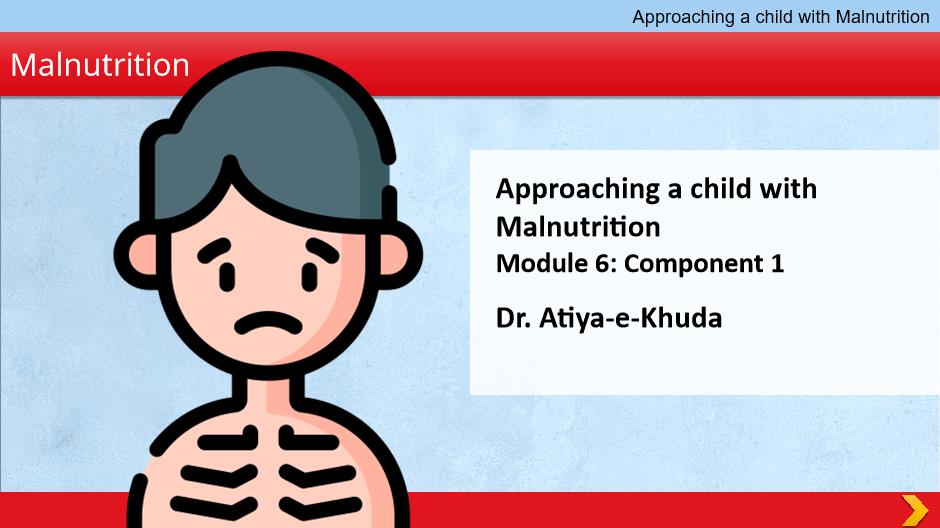 Approaching a child with Malnutrition
Malnutrition
Approaching a child with
Malnutrition
Module 6: Component 1
Dr. Atiya-e-Khuda